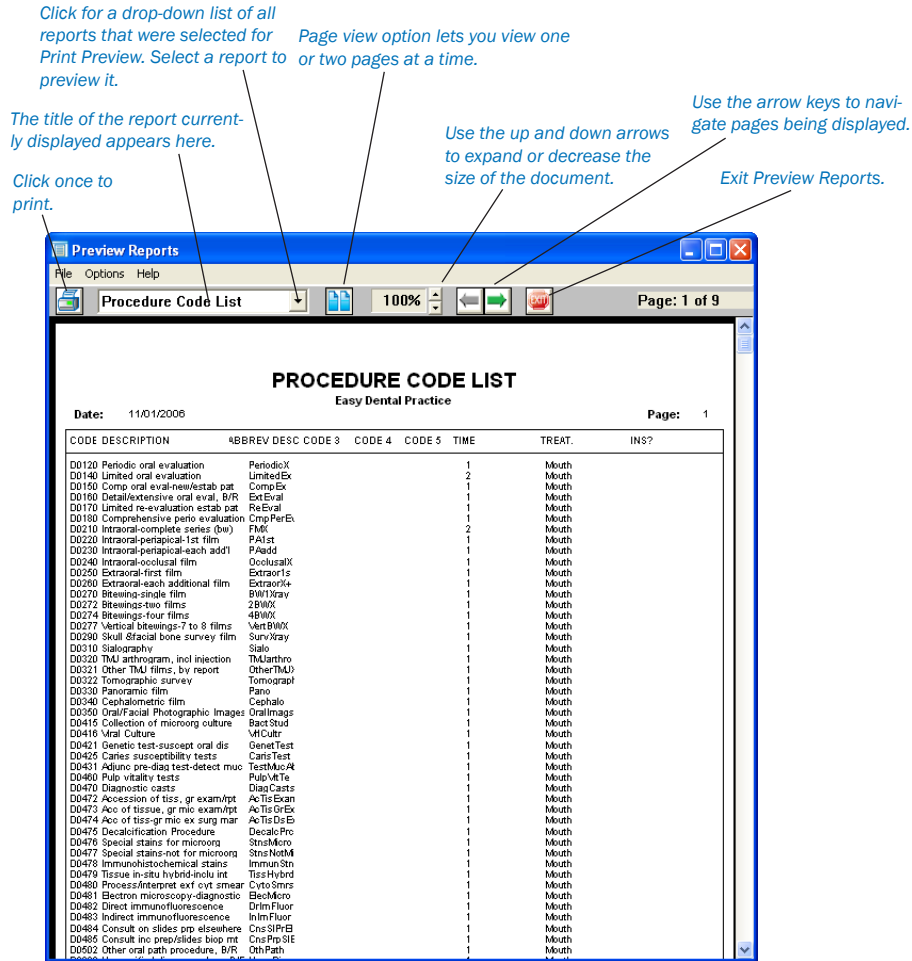 Click for a drop-down list of all
reports that were selected for
Print Preview. Select a report to
preview it.
Page view option lets you view one
or two pages at a time.
The title of the report current-
ly displayed appears here.
Use the up and down arrows
to expand or decrease the
size of the document.
Use the arrow keys to navi-
gate pages being displayed.
Click once to
print.
Exit Preview Reports.
Preview Reports
File Options Help
Procedure Code List 100% EXIT Page: 1 of 9
PROCEDURE CODE LIST
Easy Dental Practice
Date: 11/01/2006 Page: 1
CODE DESCRIPTION ABBREV DESC CODE 3 CODE 4 CODE 5 TIME TREAT. INS?
D0120 Periodic oral evaluation PeriodicX 1 Mouth
D0140 Limited oral evaluation LimitedEx 2 Mouth
D0150 Comp oral eval-new/estab pat CompEx 1 Mouth
D0160 Detail/extensive oral eval, B/R ExtEval 1 Mouth
D0170 Limited re-evaluation estab pat ReEval 1 Mouth
D0180 Comprehensive perio evaluation CmpPerEv 1 Mouth
D0210 Intraoral-complete series (bw) FMX 2 Mouth
D0220 Intraoral-periapical-1st film PA1st 1 Mouth
D0230 Intraoral-periapical-each add'l PAadd 1 Mouth
D0240 Intraoral-occlusal film OcclusalX 1 Mouth
D0250 Extraoral-first film Extraor1s 1 Mouth
D0260 Extraoral-each additional film ExtraorX+ 1 Mouth
D0270 Bitewing-single film BW1Xray 1 Mouth
D0272 Bitewings-two films 2BWX 1 Mouth
D0274 Bitewings-four films 4BWX 1 Mouth
D0277 Vertical bitewings-7 to 8 films VertBWX 1 Mouth
D0290 Skull &facial bone survey film SurvXray 1 Mouth
D0310 Sialography Sialo 1 Mouth
D0320 TMJ arthrogram, incl injection TMJarthro 1 Mouth
D0321 Other TMJ films, by report OtherTMJX 1 Mouth
D0322 Tomographic survey Tomograph 1 Mouth
D0330 Panoramic film Pano 1 Mouth
D0340 Cephalometric film Cephalo 1 Mouth
D0350 Oral/Facial Photographic Images OralImags 1 Mouth
D0415 Collection of microorg culture BactStud 1 Mouth
D0416 Viral Culture VrlCultr 1 Mouth
D0421 Genetic test-suscept oral dis GenetTest 1 Mouth
D0425 Caries susceptibility tests CarisTest 1 Mouth
D0431 Adjunc pre-diag test-detect muc TestMucAb 1 Mouth
D0460 Pulp vitality tests PulpVtTe 1 Mouth
D0470 Diagnostic casts DiagCasts 1 Mouth
D0472 Accession of tiss, gr exam/rpt AcTisExan 1 Mouth
D0473 Acc of tissue, gr mic exam/rpt AcTisGrEx 1 Mouth
D0474 Acc of tiss-gr mic ex surg mar AcTisDsEx 1 Mouth
D0475 Decalcification Procedure DecalcPrc 1 Mouth
D0476 Special stains for microorg StnsMicro 1 Mouth
D0477 Special stains-not for microorg StnsNotMi 1 Mouth
D0478 Immunohistochemical stains ImmunStn 1 Mouth
D0479 Tissue in-situ hybrid-inclu int TissHybrd 1 Mouth
D0480 Process/interpret exf cyt smear CytoSmrs 1 Mouth
D0481 Electron microscopy-diagnostic ElecMicro 1 Mouth
D0482 Direct immunofluorescence DrImFluor 1 Mouth
D0483 Indirect immunofluorescence InImFluor 1 Mouth
D0484 Consult on slides prp elsewhere CnsSlPrEl 1 Mouth
D0485 Consult inc prep/slides biop mt CnsPrpSlE 1 Mouth
D0502 Other oral path procedure, B/R OthPath 1 Mouth